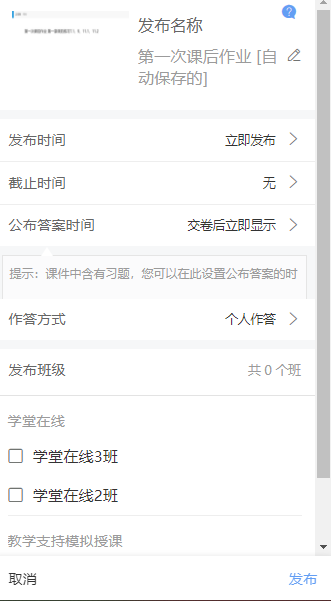 发布名称
第一次课后作业 [自
动保存的]
发布时间
立即发布
截止时间
无
公布答案时间
交卷后立即显示
提示：课件中含有习题，您可以在此设置公布答案的时
作答方式
个人作答
发布班级
共 0 个班
学堂在线
学堂在线3班
学堂在线2班
教学支持模拟授课
取消
发布